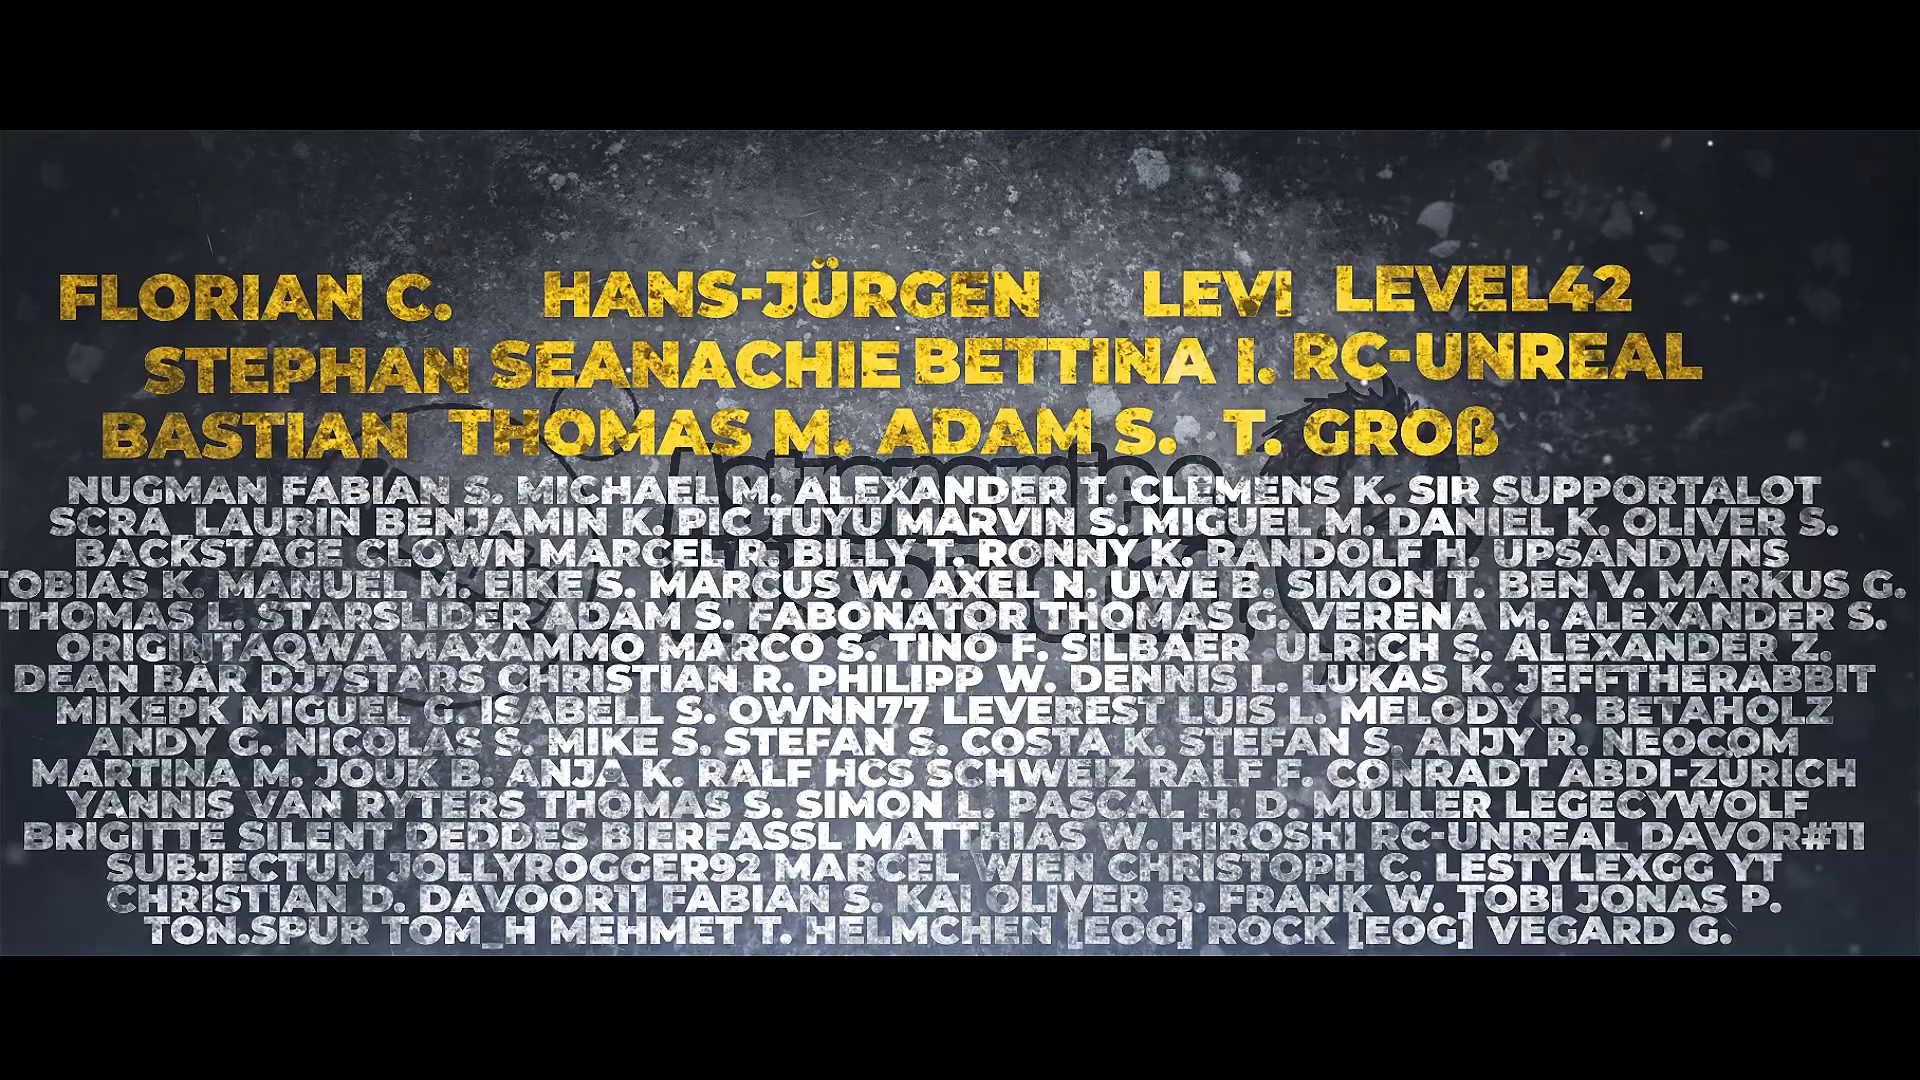 FLORIAN C. HANS-JÜRGEN LEVI LEVEL42
STEPHAN SEANACHIE BETTINA I. RC-UNREAL
BASTIAN THOMAS M. ADAM S. T. GROß
NUGMAN FABIAN S. MICHAEL M. ALEXANDER T. CLEMENS K. SIR SUPPORTALOT
SCRA_LAURIN BENJAMIN K. PIC TUYU MARVIN S. MIGUEL M. DANIEL K. OLIVER S.
BACKSTAGE CLOWN MARCEL R. BILLY T. RONNY K. RANDOLF H. UPSANDWNS
TOBIAS K. MANUEL M. EIKE S. MARCUS W. AXEL N. UWE B. SIMON T. BEN V. MARKUS G.
THOMAS L. STARSLIDER ADAM S. FABONATOR THOMAS G. VERENA M. ALEXANDER S.
ORIGINTAQWA MAXAMMO MARCO S. TINO F. SILBAER ULRICH S. ALEXANDER Z.
DEAN BÄR DJ7STARS CHRISTIAN R. PHILIPP W. DENNIS L. LUKAS K. JEFFTHERABBIT
MIKEPK MIGUEL G. ISABELL S. OWNN77 LEVEREST LUIS L. MELODY R. BETAHOLZ
ANDY G. NICOLAS S. MIKE S. STEFAN S. COSTA K. STEFAN S. ANJY R. NEOCOM
MARTINA M. JOUK B. ANJA K. RALF HCS SCHWEIZ RALF F. CONRADT ABDI-ZÜRICH
YANNIS VAN RYTERS THOMAS S. SIMON L. PASCAL H. D. MÜLLER LEGECYWOLF
BRIGITTE SILENT DEDDES BIERFASSL MATTHIAS W. HIROSHI RC-UNREAL DAVOR#11
SUBJECTUM JOLLYROGGER92 MARCEL WIEN CHRISTOPH C. LESTYLEXGG YT
CHRISTIAN D. DAVOOR11 FABIAN S. KAI OLIVER B. FRANK W. TOBI JONAS P.
TON.SPUR TOM_H MEHMET T. HELMCHEN [EOG] ROCK [EOG] VEGARD G.